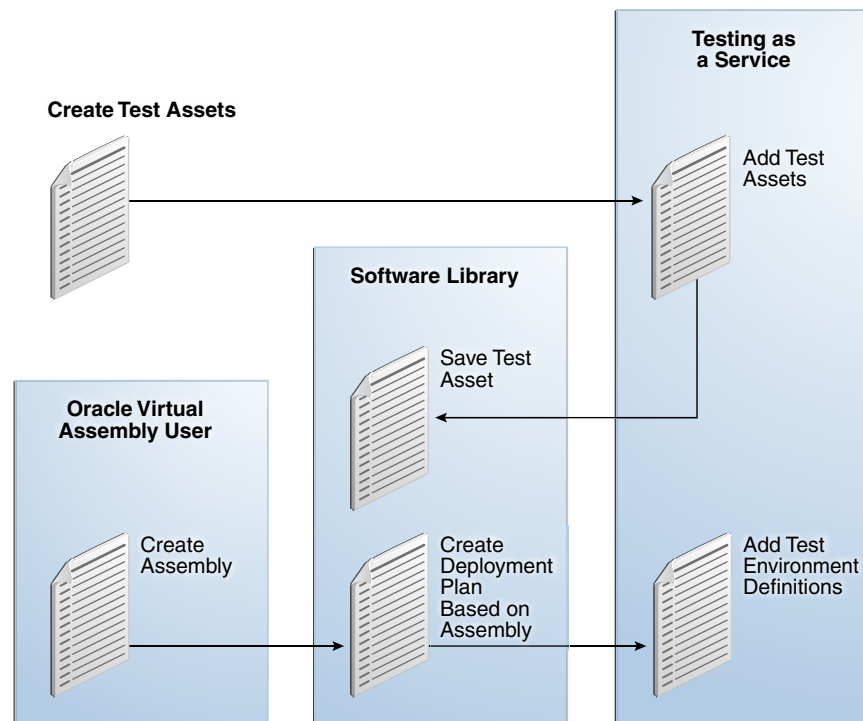 Testing as
a Service
Create Test Assets
Add Test
Assets
Software Library
Save Test
Asset
Oracle Virtual
Assembly User
Create
Assembly
Create
Deployment
Plan
Based on
Assembly
Add Test
Environment
Definitions